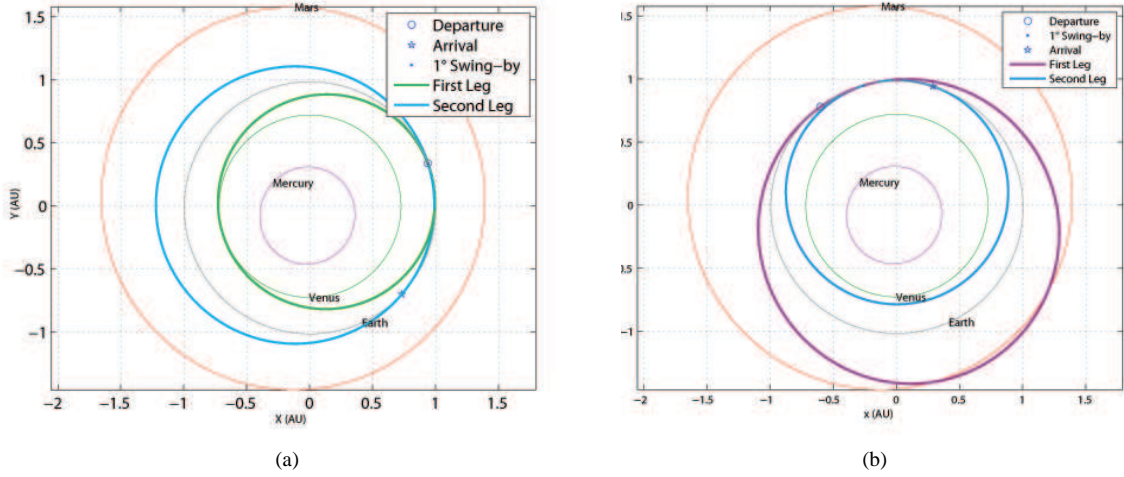 Mars
Departure
Arrival
1° Swing-by
First Leg
Second Leg
Mercury
Venus
Earth
Y (AU)
1.5
1
0.5
0
−0.5
−1
−2
−1.5
−1
−0.5
0
0.5
1
1.5
X (AU)
(a)
Mars
Departure
1° Swing-by
Arrival
First Leg
Second Leg
Mercury
Venus
Earth
1.5
1
0.5
0
-1
−2
−1.5
−1
−0.5
0
0.5
1
1.5
x (AU)
(b)